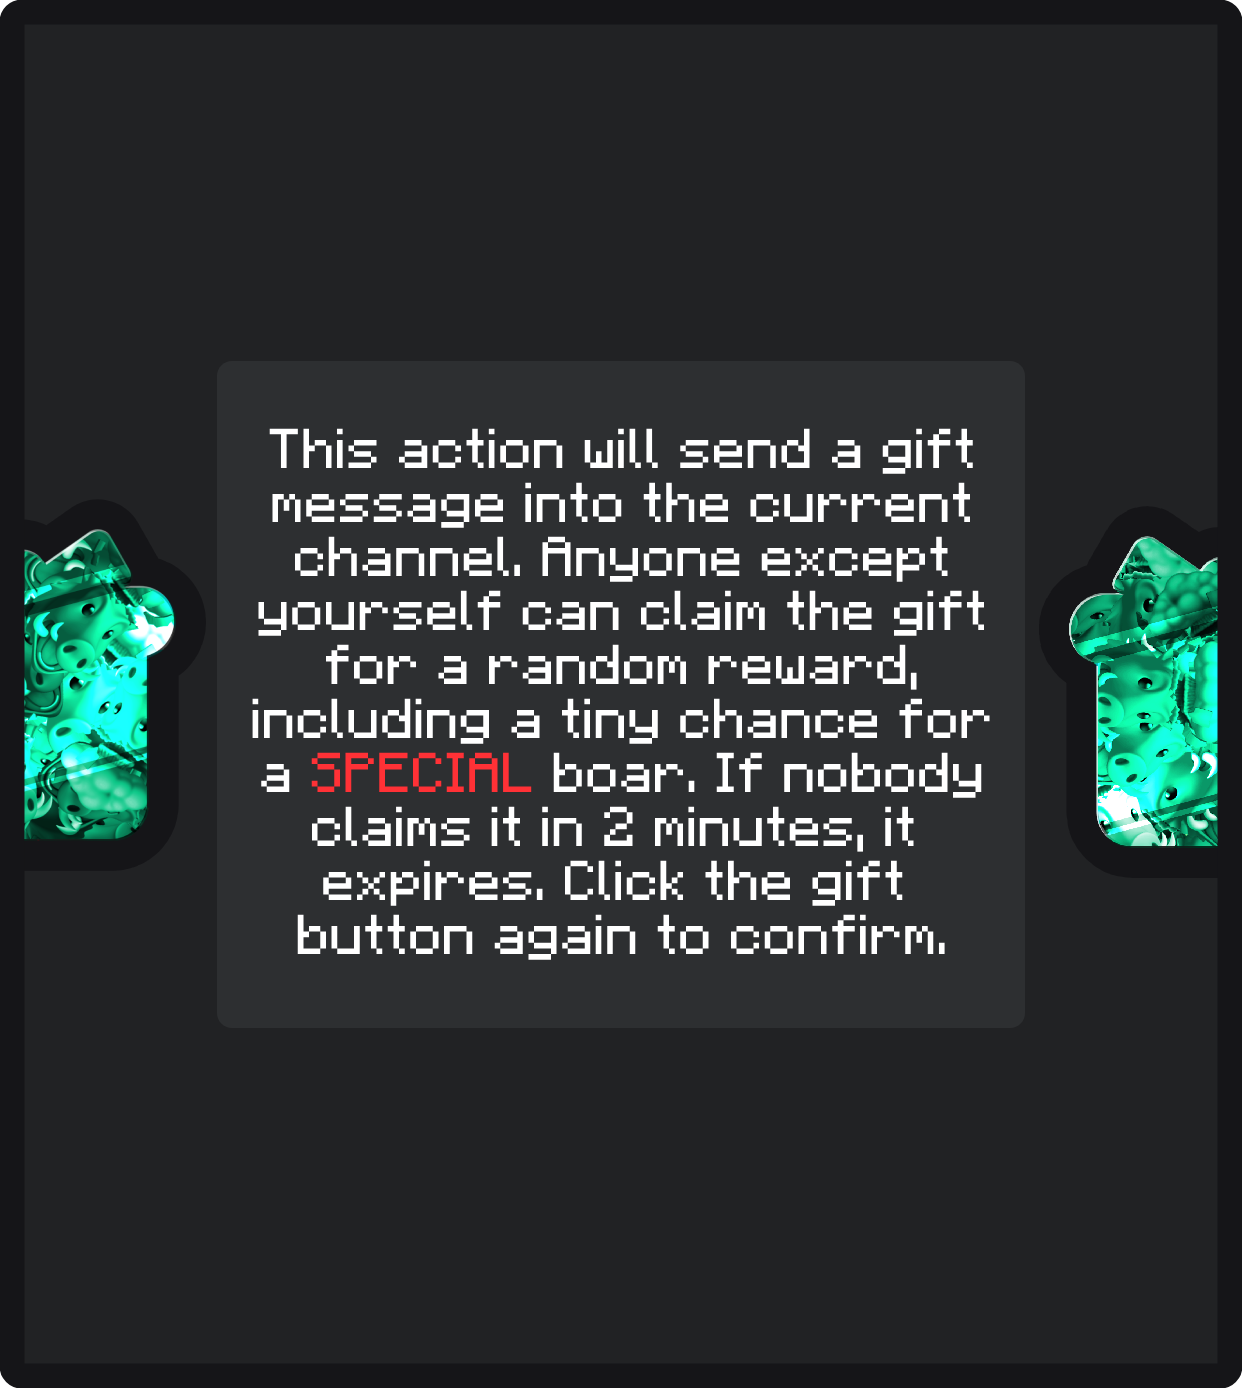 This action will send a gift
message into the current
channel. Anyone except
yourself can claim the gift
for a random reward,
including a tiny chance for
a SPECIAL boar. If nobody
claims it in 2 minutes, it
expires. Click the gift
button again to confirm.